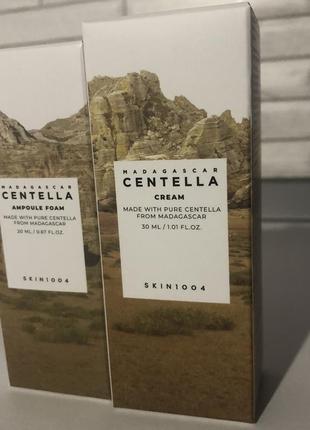 MADAGASCAR
CENTELLA
AMPOULE FOAM
MADE WITH PURE CENTELLA
FROM MADAGASCAR
20 ML / 0.67 FL.OZ.
SKIN1004
MADAGASCAR
CENTELLA
CREAM
MADE WITH PURE CENTELLA
FROM MADAGASCAR
30 ML / 1.01 FL.OZ.
SKIN1004